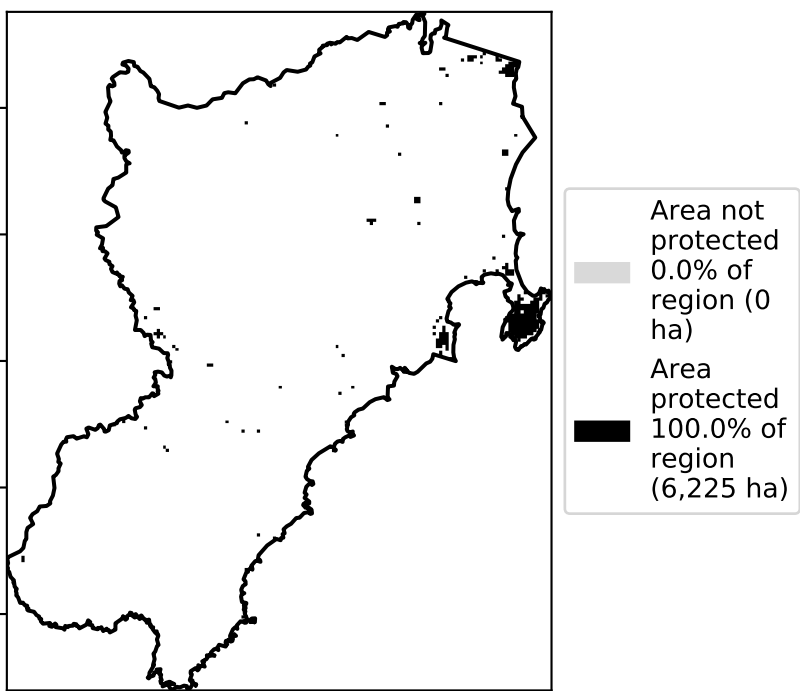 Area not
protected
0.0% of
region (0
ha)
Area
protected
100.0% of
region
(6,225 ha)